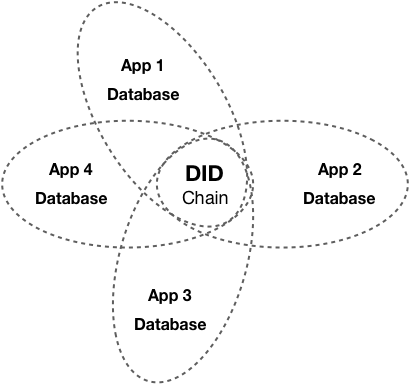 App 1
Database
App 4
Database
DID
Chain
App 2
Database
App 3
Database